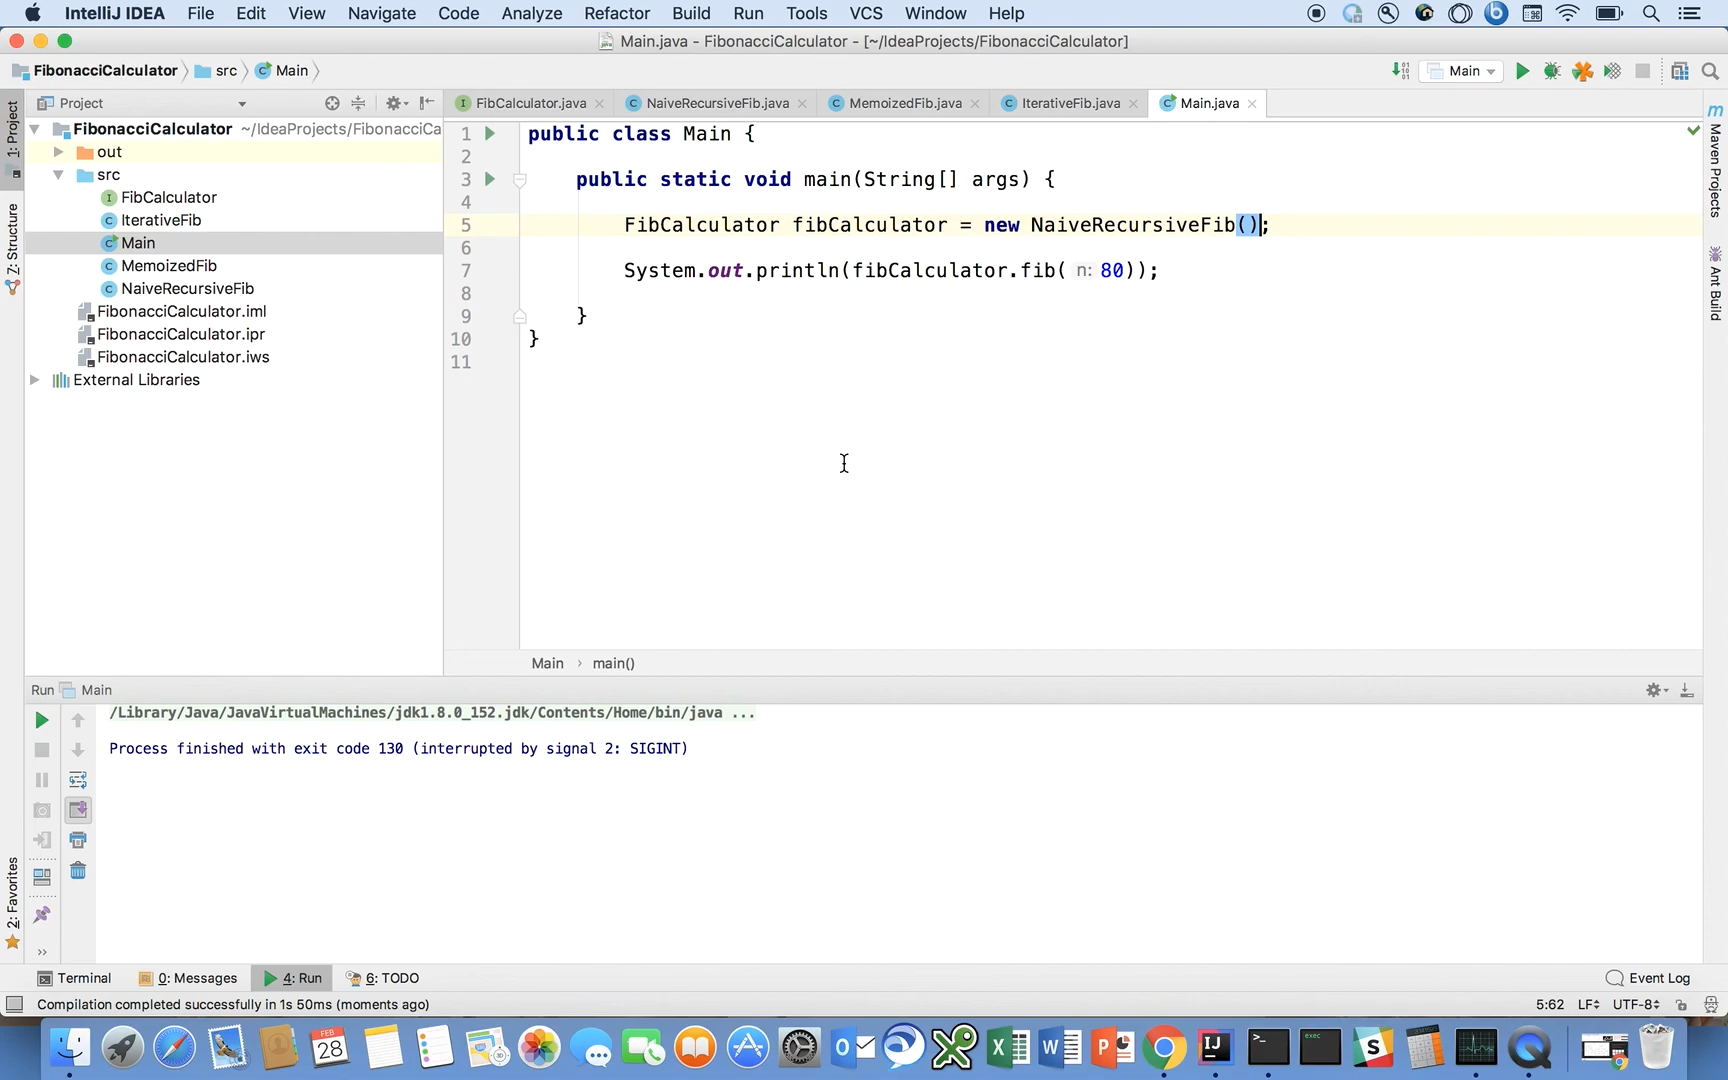 IntelliJ IDEA File Edit View Navigate Code Analyze Refactor Build Run Tools VCS Window Help
Main.java - FibonacciCalculator - [~/IdeaProjects/FibonacciCalculator]
FibonacciCalculator src Main
Main
Project
FibCalculator.java NaiveRecursiveFib.java MemoizedFib.java IterativeFib.java Main.java
FibonacciCalculator ~/IdeaProjects/FibonacciCa
out
src
FibCalculator
IterativeFib
Main
MemoizedFib
NaiveRecursiveFib
FibonacciCalculator.iml
FibonacciCalculator.ipr
FibonacciCalculator.iws
External Libraries
1: Project
7: Structure
2: Favorites
1 public class Main {
2
3 public static void main(String[] args) {
4
5 FibCalculator fibCalculator = new NaiveRecursiveFib();
6
7 System.out.println(fibCalculator.fib( n: 80));
8
9 }
10 }
11
Maven Projects
Ant Build
Main › main()
Run Main
/Library/Java/JavaVirtualMachines/jdk1.8.0_152.jdk/Contents/Home/bin/java ...
Process finished with exit code 130 (interrupted by signal 2: SIGINT)
Terminal 0: Messages 4: Run 6: TODO Event Log
Compilation completed successfully in 1s 50ms (moments ago) 5:62 LF UTF-8
FEB
28
exec